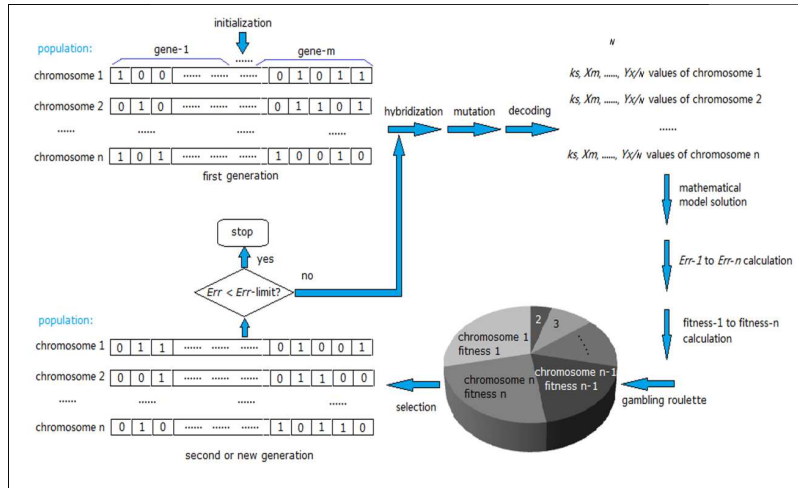 initialization
population:
gene-1
......
gene-m
chromosome 1 1 0 0 ...... ...... ...... 0 1 0 1 1
chromosome 2 0 1 0 ...... ...... ...... 0 1 1 0 1
...... ...... ...... ......
chromosome n 1 0 1 ...... ...... ...... 1 0 0 1 0
first generation
hybridization
mutation
decoding
N
ks, Xm, ......, Yx/N values of chromosome 1
ks, Xm, ......, Yx/N values of chromosome 2
......
ks, Xm, ......, Yx/N values of chromosome n
mathematical
model solution
Err-1 to Err-n calculation
fitness-1 to fitness-n
calculation
gambling roulette
2
3
......
chromosome 1
fitness 1
chromosome n-1
fitness n-1
chromosome n
fitness n
selection
stop
yes
no
Err < Err-limit?
population:
chromosome 1 0 1 1 ...... ...... ...... 0 1 0 0 1
chromosome 2 0 0 1 ...... ...... ...... 0 1 1 0 0
...... ...... ......
chromosome n 0 1 0 ...... ...... ...... 1 0 1 1 0
second or new generation